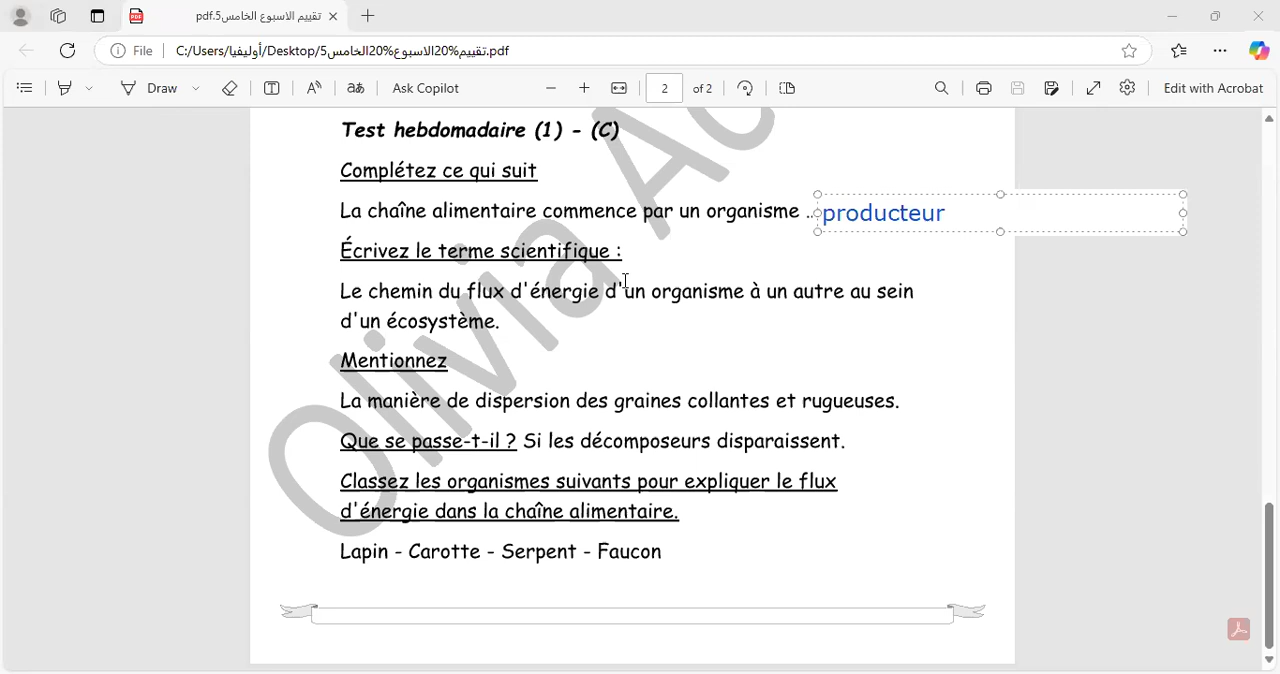 تقييم الاسبوع الخامس5.pdf
File
C:/Users/أوليفيا/Desktop/تقييم%20الاسبوع%20الخامس5.pdf
Draw
Ask Copilot
2 of 2
Edit with Acrobat
Test hebdomadaire (1) - (C)
Complétez ce qui suit
La chaîne alimentaire commence par un organisme .. producteur
Écrivez le terme scientifique :
Le chemin du flux d'énergie d'un organisme à un autre au sein
d'un écosystème.
Mentionnez
La manière de dispersion des graines collantes et rugueuses.
Que se passe-t-il ? Si les décomposeurs disparaissent.
Classez les organismes suivants pour expliquer le flux
d'énergie dans la chaîne alimentaire.
Lapin - Carotte - Serpent - Faucon
Olivia Ad